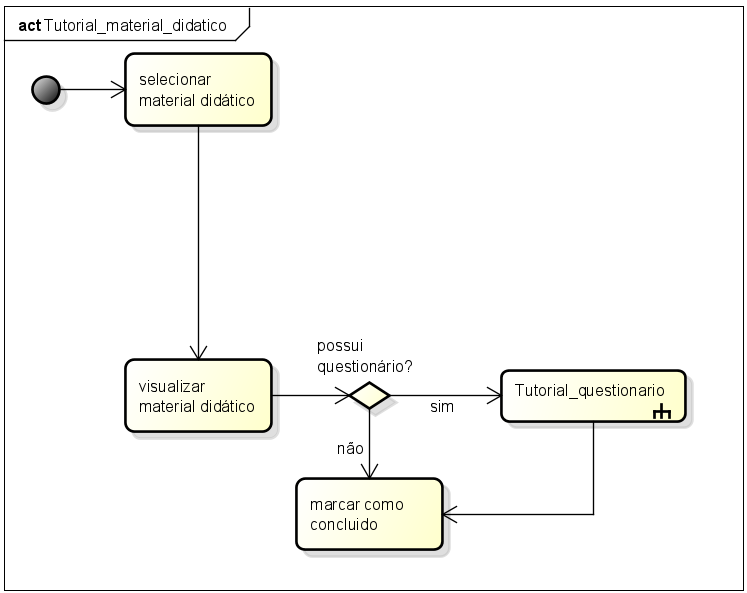 act Tutorial_material_didatico
selecionar
material didático
visualizar
material didático
possui
questionário?
sim
Tutorial_questionario
não
marcar como
concluido